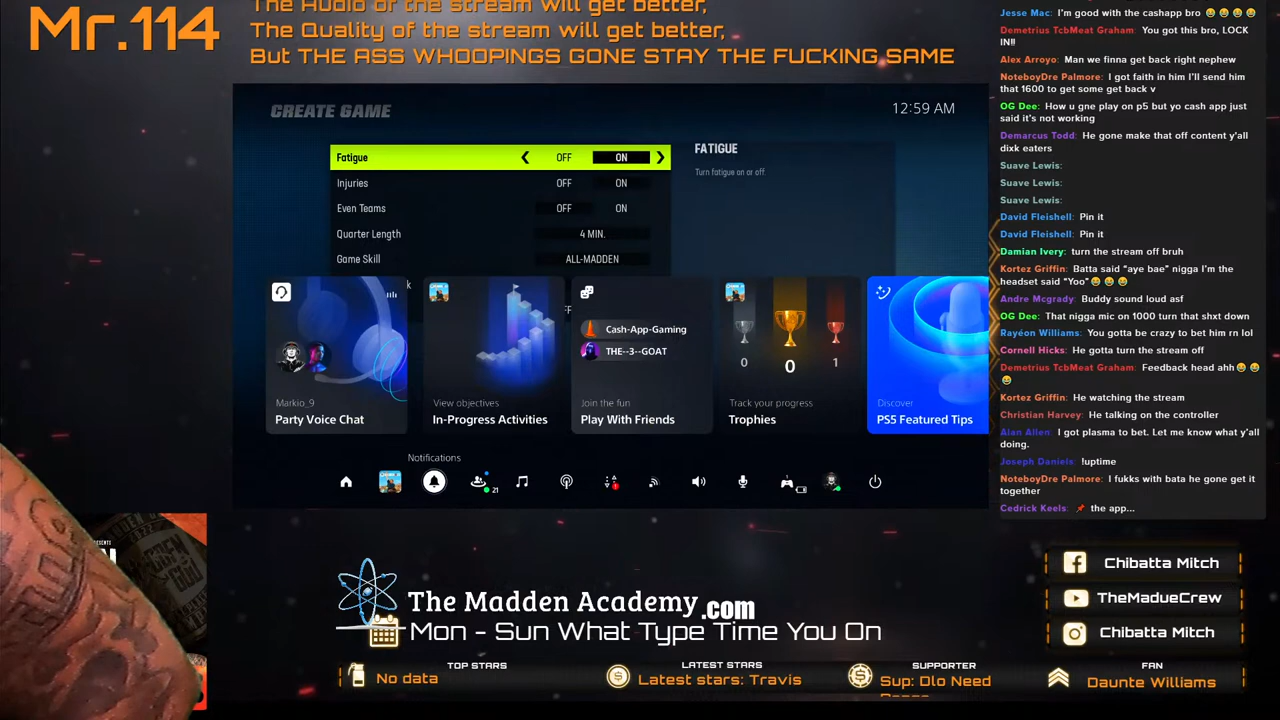 Mr.114
The Audio of the stream will get better,
The Quality of the stream will get better,
But THE ASS WHOOPINGS GONE STAY THE FUCKING SAME
CREATE GAME
12:59 AM
Fatigue OFF ON
Injuries OFF ON
Even Teams OFF ON
Quarter Length 4 MIN.
Game Skill ALL-MADDEN
FATIGUE
Turn fatigue on or off.
Markio_9
Party Voice Chat
View objectives
In-Progress Activities
Cash-App-Gaming
THE--3--GOAT
Join the fun
Play With Friends
0 0 1
Track your progress
Trophies
Discover
PS5 Featured Tips
Notifications
21
Jesse Mac: I'm good with the cashapp bro 😂 😂 😂 😂
Demetrius TcbMeat Graham: You got this bro, LOCK
IN!!
Alex Arroyo: Man we finna get back right nephew
NoteboyDre Palmore: I got faith in him I'll send him
that 1600 to get some get back v
OG Dee: How u gne play on p5 but yo cash app just
said it's not working
Demarcus Todd: He gone make that off content y'all
dixk eaters
Suave Lewis:
Suave Lewis:
Suave Lewis:
David Fleishell: Pin it
David Fleishell: Pin it
Damian Ivery: turn the stream off bruh
Kortez Griffin: Batta said “aye bae” nigga I'm the
headset said “Yoo”😂 😂 😂
Andre Mcgrady: Buddy sound loud asf
OG Dee: That nigga mic on 1000 turn that shxt down
Rayéon Williams: You gotta be crazy to bet him rn lol
Cornell Hicks: He gotta turn the stream off
Demetrius TcbMeat Graham: Feedback head ahh😂 😂
😂
Kortez Griffin: He watching the stream
Christian Harvey: He talking on the controller
Alan Allen: I got plasma to bet. Let me know what y'all
doing.
Joseph Daniels: !uptime
NoteboyDre Palmore: I fukks with bata he gone get it
together
Cedrick Keels: 📌 the app...
The Madden Academy.com
Mon - Sun What Type Time You On
Chibatta Mitch
TheMadueCrew
Chibatta Mitch
TOP STARS
No data
LATEST STARS
Latest stars: Travis
SUPPORTER
Sup: Dlo Need
FAN
Daunte Williams